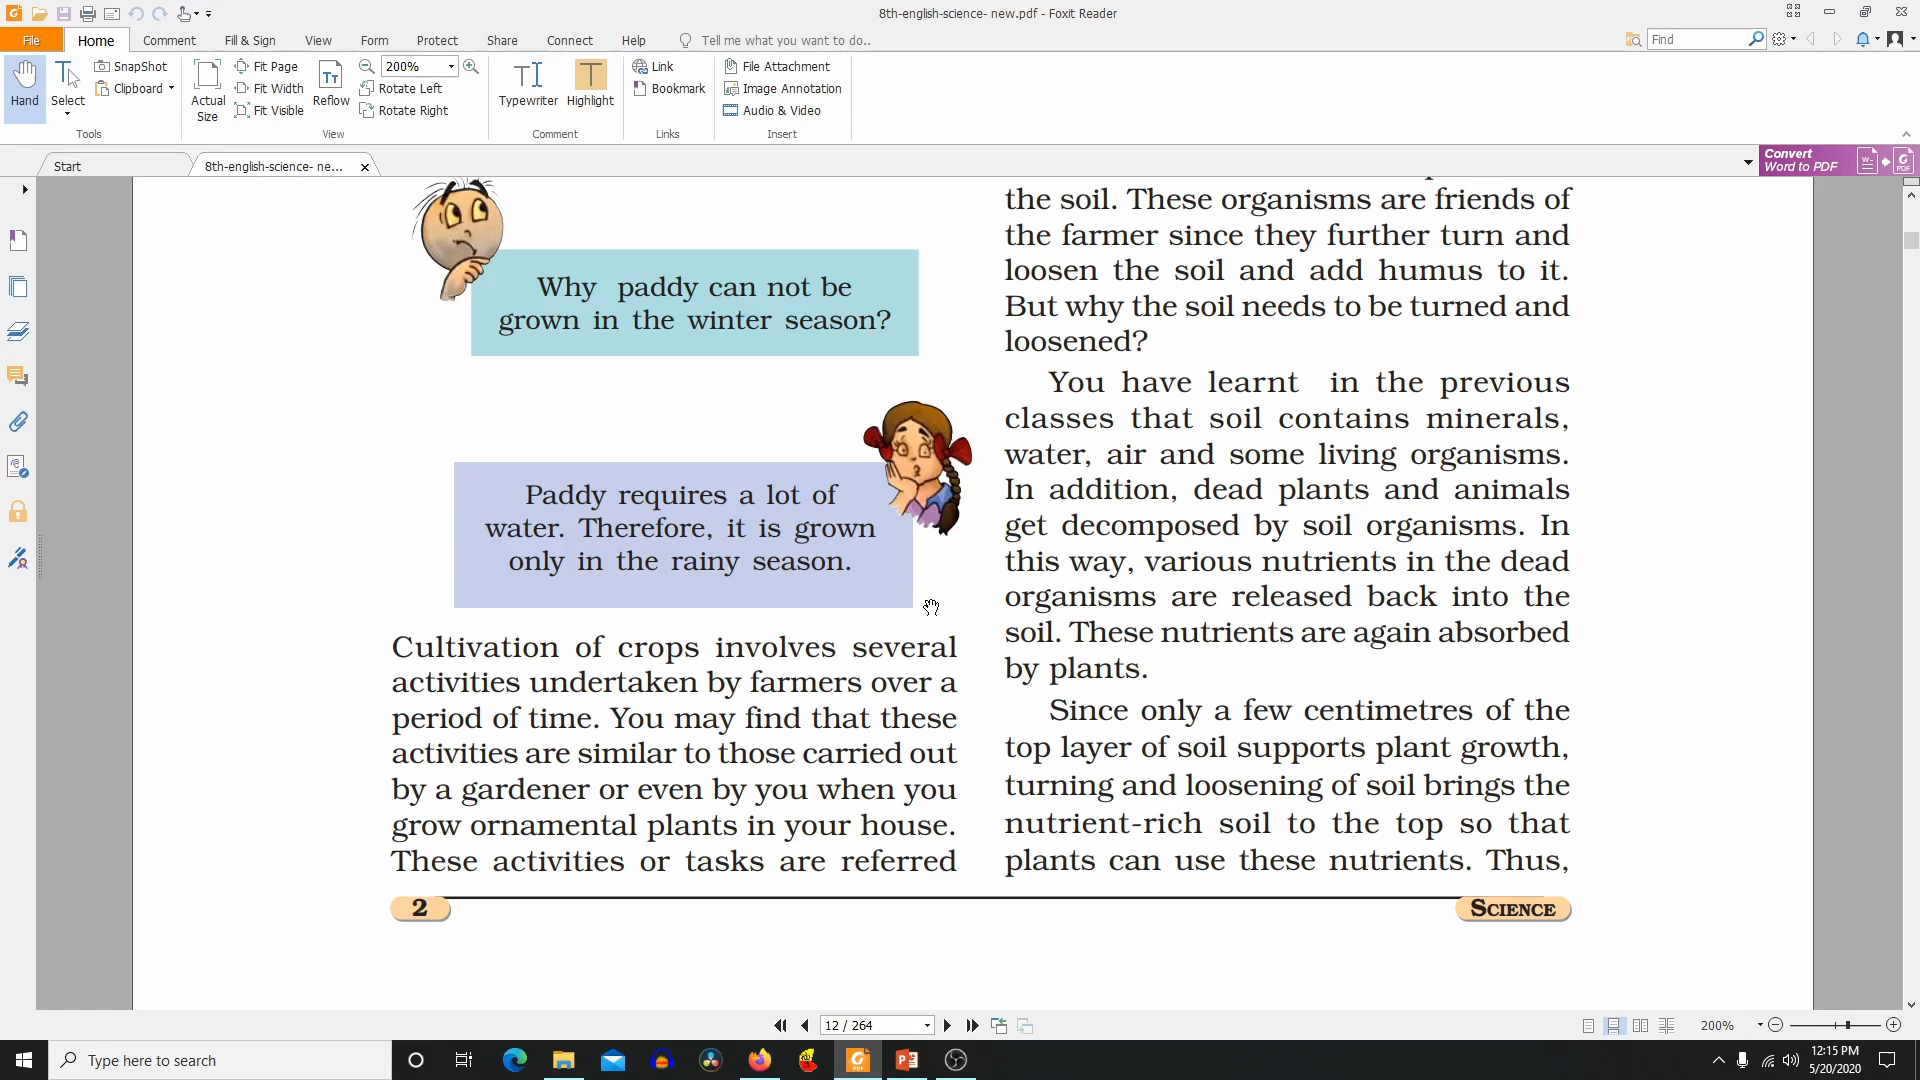 8th-english-science- new.pdf - Foxit Reader
File
Home
Comment
Fill & Sign
View
Form
Protect
Share
Connect
Help
Tell me what you want to do..
Find
Hand
Select
SnapShot
Clipboard
Tools
Actual
Size
Fit Page
Fit Width
Fit Visible
Reflow
200%
Rotate Left
Rotate Right
View
Typewriter
Highlight
Comment
Link
Bookmark
Links
File Attachment
Image Annotation
Audio & Video
Insert
Start
8th-english-science- ne...
Convert
Word to PDF
Why paddy can not be
grown in the winter season?
Paddy requires a lot of
water. Therefore, it is grown
only in the rainy season.
Cultivation of crops involves several
activities undertaken by farmers over a
period of time. You may find that these
activities are similar to those carried out
by a gardener or even by you when you
grow ornamental plants in your house.
These activities or tasks are referred
the soil. These organisms are friends of
the farmer since they further turn and
loosen the soil and add humus to it.
But why the soil needs to be turned and
loosened?
You have learnt in the previous
classes that soil contains minerals,
water, air and some living organisms.
In addition, dead plants and animals
get decomposed by soil organisms. In
this way, various nutrients in the dead
organisms are released back into the
soil. These nutrients are again absorbed
by plants.
Since only a few centimetres of the
top layer of soil supports plant growth,
turning and loosening of soil brings the
nutrient-rich soil to the top so that
plants can use these nutrients. Thus,
2
SCIENCE
12 / 264
200%
Type here to search
12:15 PM
5/20/2020